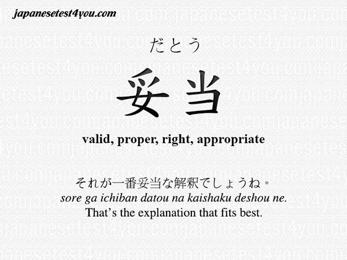 japanesetest4you.com
だとう
妥当
valid, proper, right, appropriate
それが一番妥当な解釈でしょうね。
sore ga ichiban datou na kaishaku deshou ne.
That's the explanation that fits best.